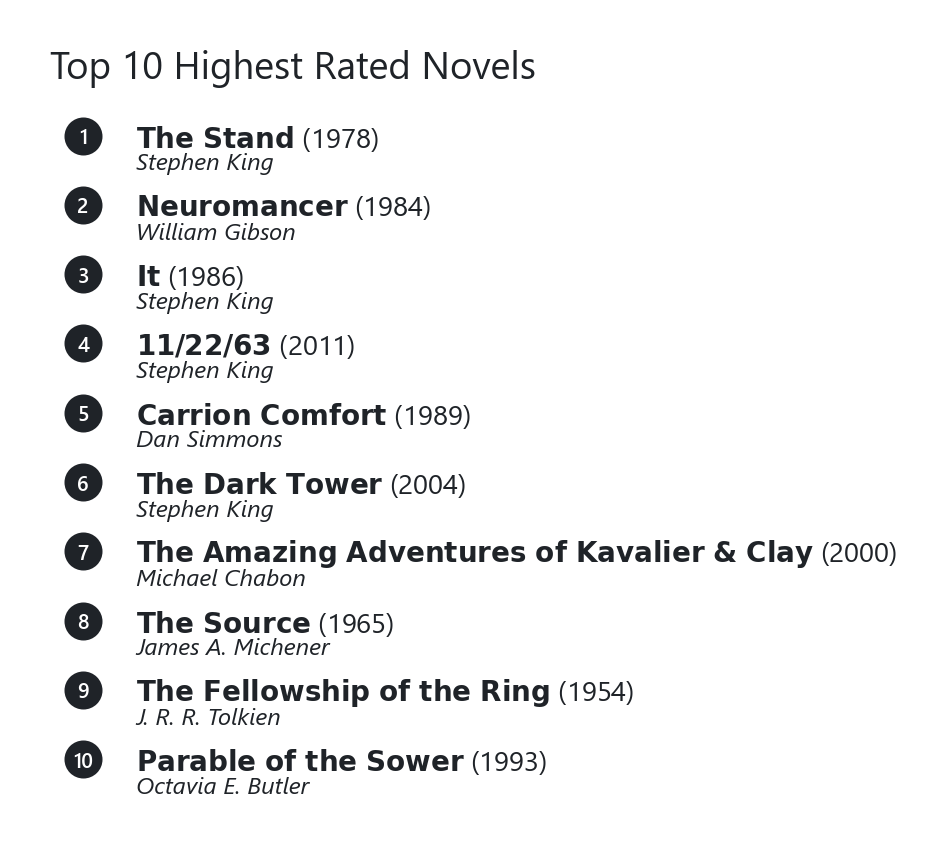 Top 10 Highest Rated Novels
1 The Stand (1978)
Stephen King
2 Neuromancer (1984)
William Gibson
3 It (1986)
Stephen King
4 11/22/63 (2011)
Stephen King
5 Carrion Comfort (1989)
Dan Simmons
6 The Dark Tower (2004)
Stephen King
7 The Amazing Adventures of Kavalier & Clay (2000)
Michael Chabon
8 The Source (1965)
James A. Michener
9 The Fellowship of the Ring (1954)
J. R. R. Tolkien
10 Parable of the Sower (1993)
Octavia E. Butler